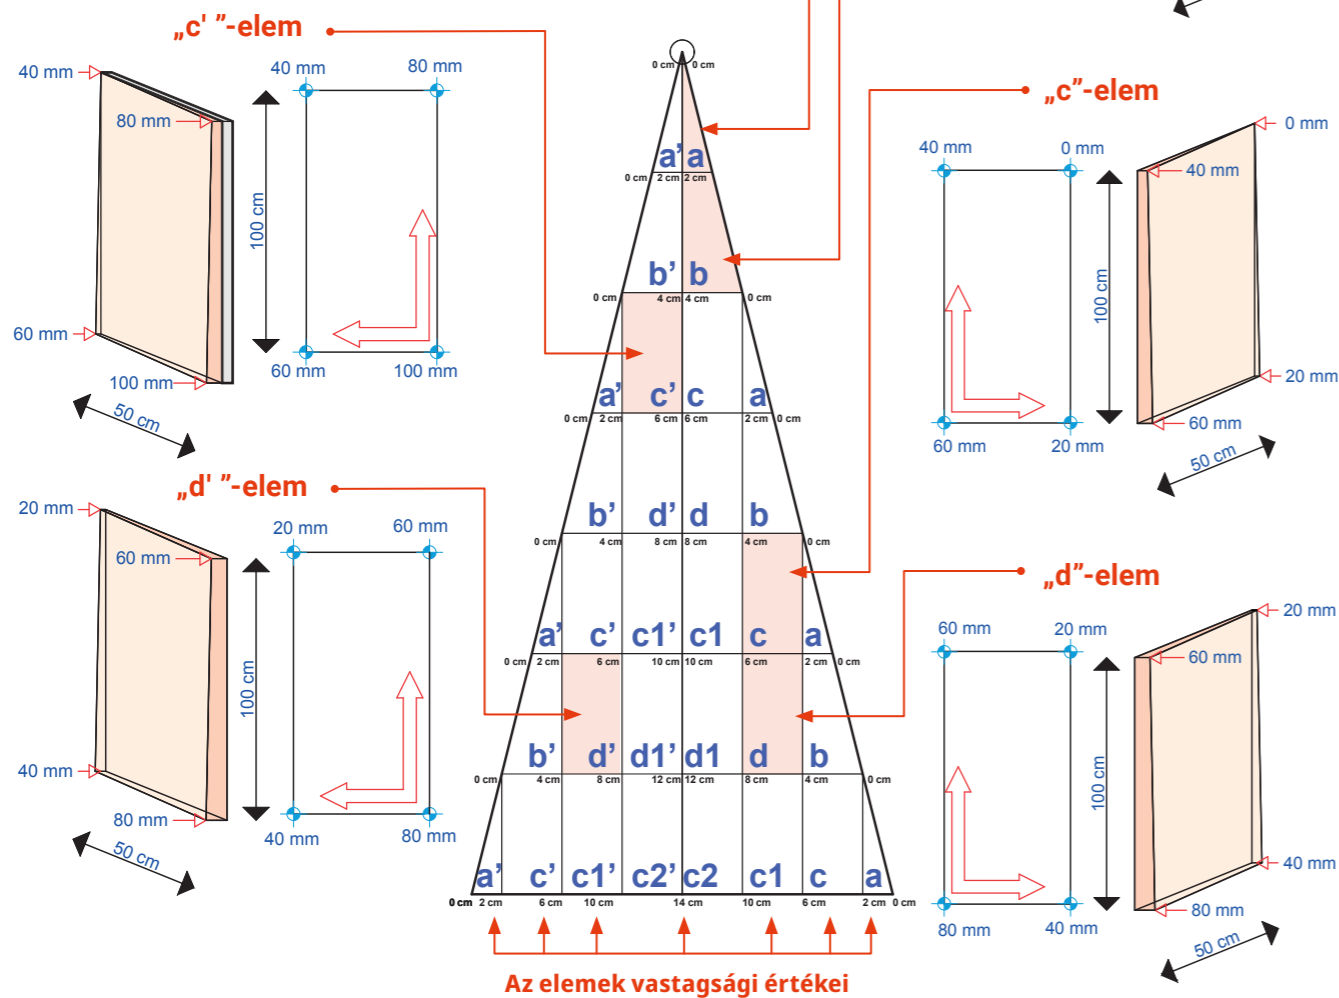 „c' ”-elem
40 mm
80 mm
60 mm
100 mm
50 cm
40 mm
80 mm
100 cm
60 mm
100 mm
„d' ”-elem
20 mm
60 mm
40 mm
80 mm
50 cm
20 mm
60 mm
100 cm
40 mm
80 mm
0 cm 0 cm
a’ a
0 cm 2 cm 2 cm
b’ b
0 cm 4 cm 4 cm 0 cm
a’ c’ c a
0 cm 2 cm 6 cm 6 cm 2 cm 0 cm
b’ d’ d b
0 cm 4 cm 8 cm 8 cm 4 cm 0 cm
a’ c’ c1’ c1 c a
0 cm 2 cm 6 cm 10 cm 10 cm 6 cm 2 cm 0 cm
b’ d’ d1’ d1 d b
0 cm 4 cm 8 cm 12 cm 12 cm 8 cm 4 cm 0 cm
a’ c’ c1’ c2’ c2 c1 c a
0 cm 2 cm 6 cm 10 cm 14 cm 10 cm 6 cm 2 cm 0 cm
Az elemek vastagsági értékei
„c”-elem
40 mm
0 mm
100 cm
60 mm
20 mm
0 mm
40 mm
20 mm
60 mm
50 cm
„d”-elem
60 mm
20 mm
100 cm
80 mm
40 mm
20 mm
60 mm
40 mm
80 mm
50 cm